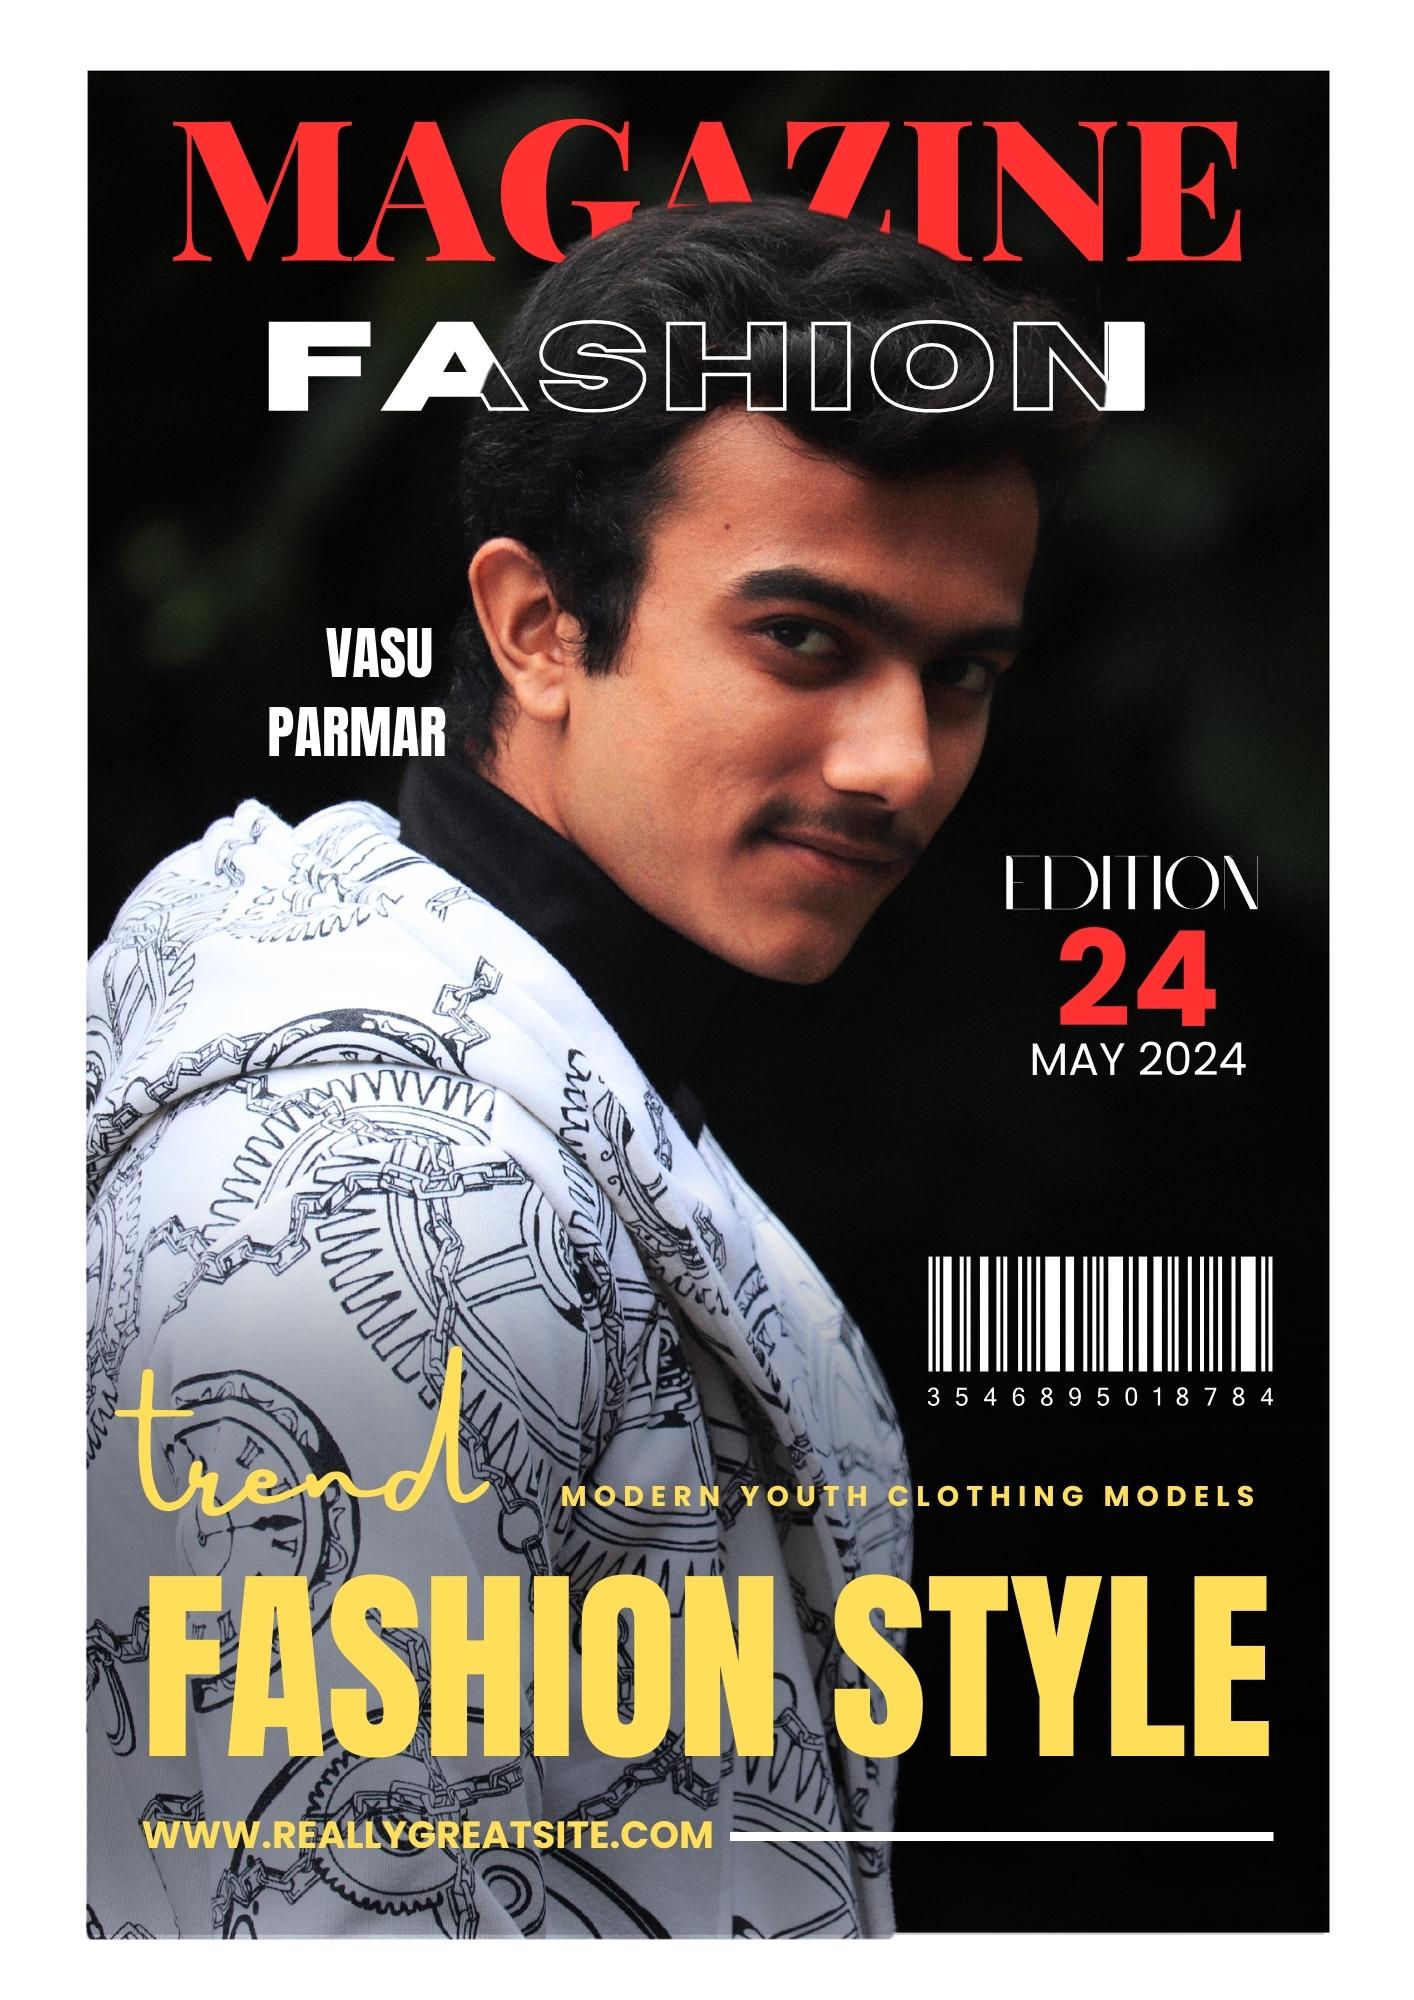 MAGAZINE
FASHION
VASU
PARMAR
EDITION
24
MAY 2024
3546895018784
trend
MODERN YOUTH CLOTHING MODELS
FASHION STYLE
WWW.REALLYGREATSITE.COM